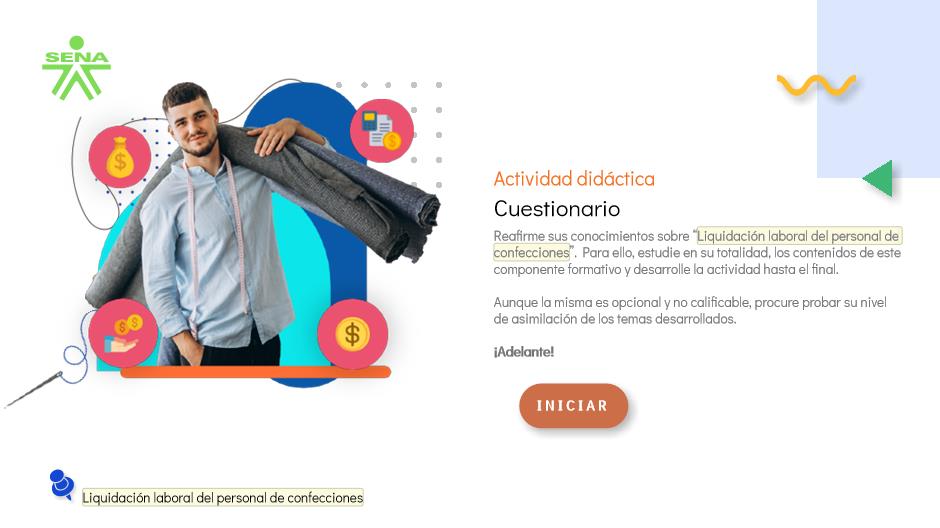 SENA
Actividad didáctica
Cuestionario
Reafirme sus conocimientos sobre “Liquidación laboral del personal de
confecciones”. Para ello, estudie en su totalidad, los contenidos de este
componente formativo y desarrolle la actividad hasta el final.
Aunque la misma es opcional y no calificable, procure probar su nivel
de asimilación de los temas desarrollados.
¡Adelante!
INICIAR
Liquidación laboral del personal de confecciones